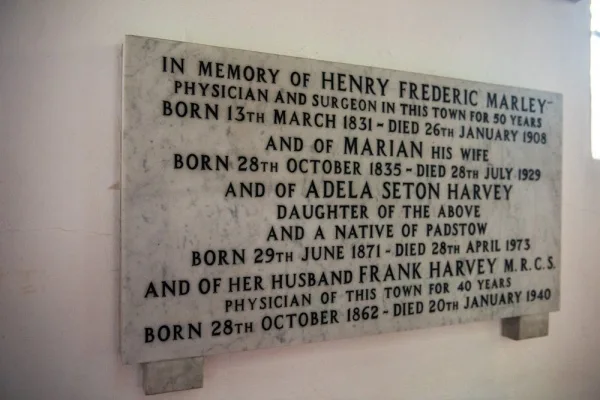 IN MEMORY OF HENRY FREDERIC MARLEY
PHYSICIAN AND SURGEON IN THIS TOWN FOR 50 YEARS
BORN 13TH MARCH 1831 - DIED 26TH JANUARY 1908
AND OF MARIAN HIS WIFE
BORN 28TH OCTOBER 1835 - DIED 28TH JULY 1929
AND OF ADELA SETON HARVEY
DAUGHTER OF THE ABOVE
AND A NATIVE OF PADSTOW
BORN 29TH JUNE 1871 - DIED 28TH APRIL 1973
AND OF HER HUSBAND FRANK HARVEY M.R.C.S.
PHYSICIAN OF THIS TOWN FOR 40 YEARS
BORN 28TH OCTOBER 1862 - DIED 20TH JANUARY 1940